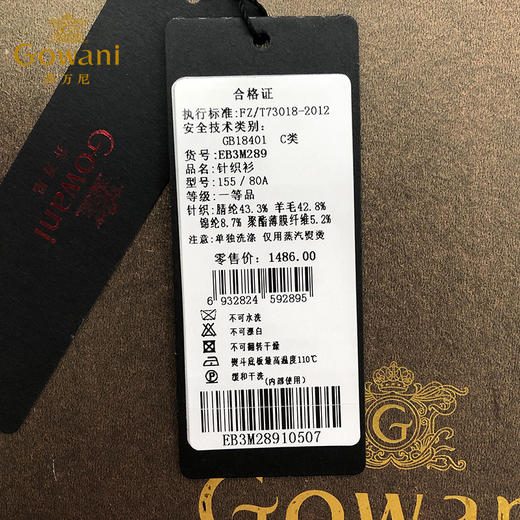 Gowani
乔万尼
Gowani
乔万尼
合格证
执行标准:FZ/T73018-2012
安全技术类别:
GB18401 C类
货号:EB3M289
品名:针织衫
型号:155/80A
等级:一等品
针织:腈纶43.3% 羊毛42.8%
锦纶8.7% 聚酯薄膜纤维5.2%
注意:单独洗涤 仅用蒸汽熨烫
零售价: 1486.00
6 932824 592895
不可水洗
不可漂白
不可翻转干燥
熨斗底板最高温度110℃
缓和干洗(内部使用)
EB3M28910507
G